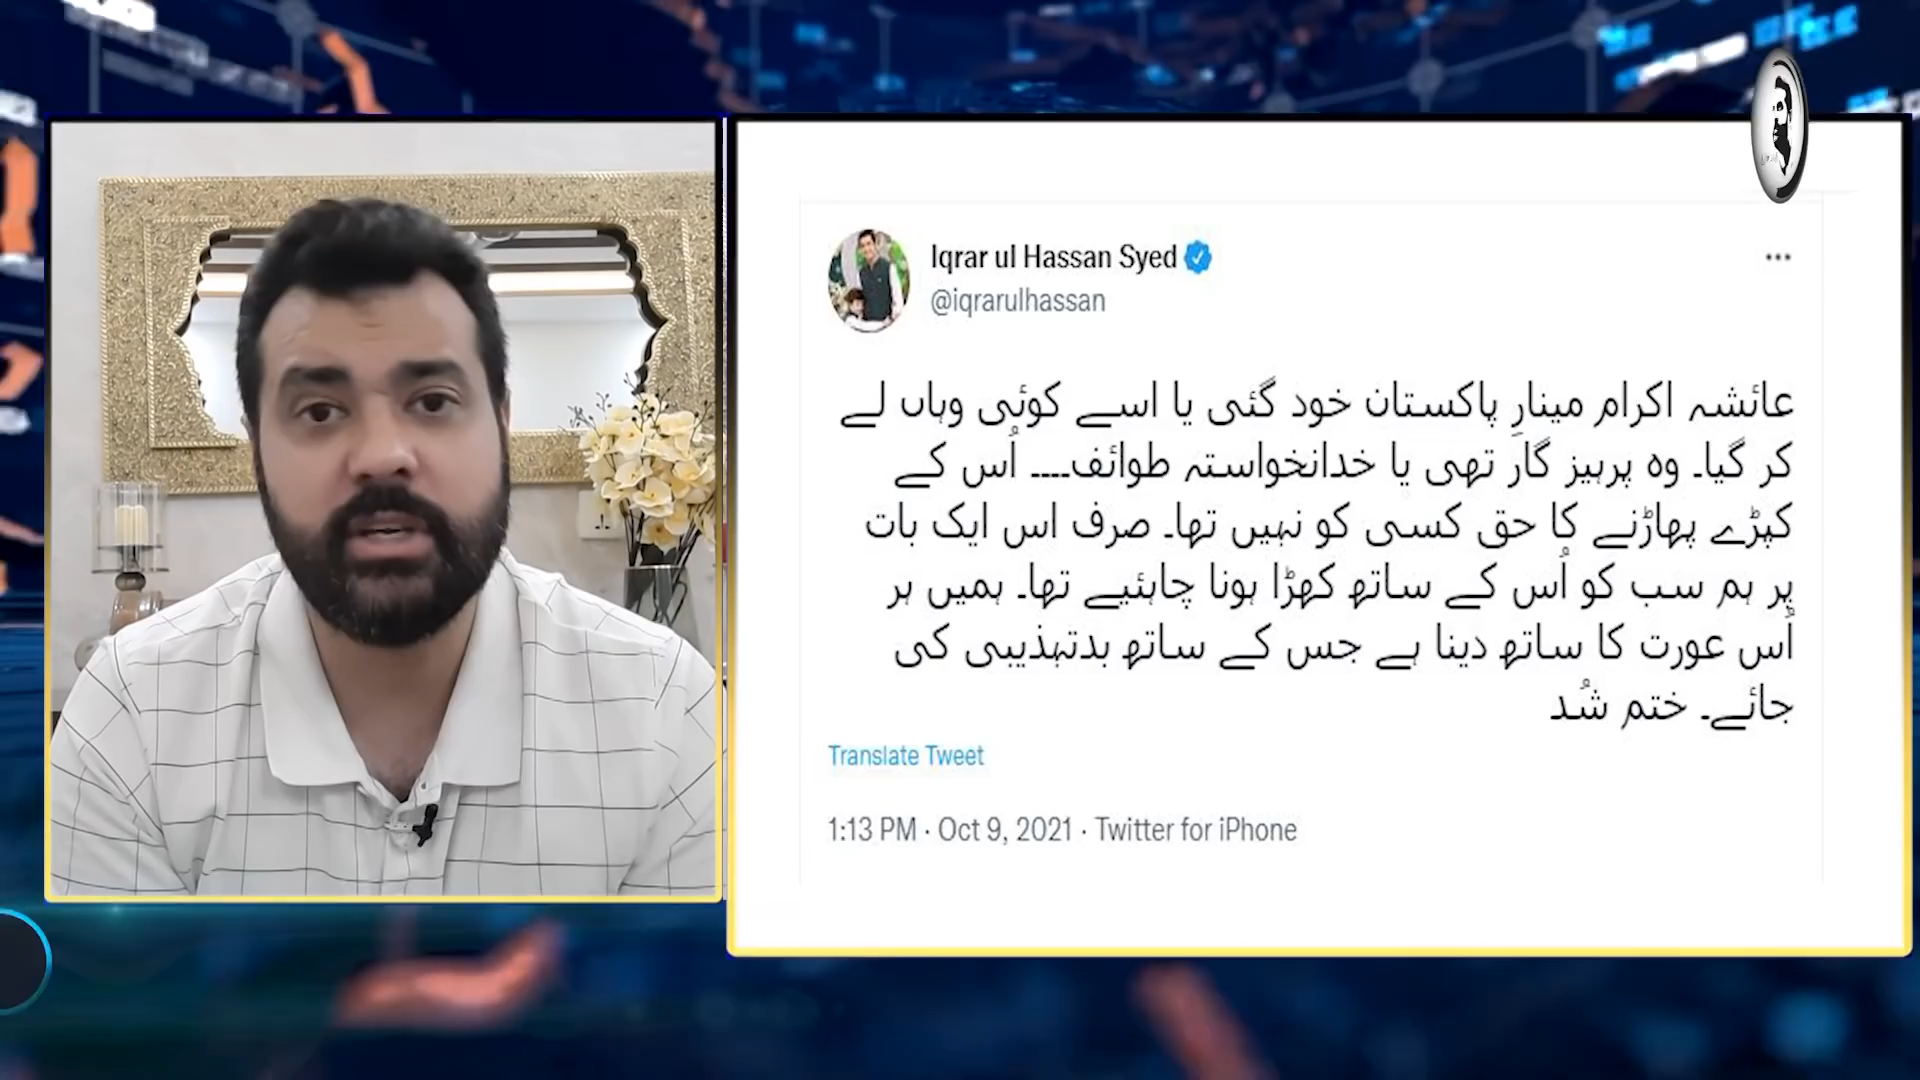 Iqrar ul Hassan Syed
@iqrarulhassan
عائشہ اکرام مینارِ پاکستان خود گئی یا اسے کوئی وہاں لے
کر گیا۔ وہ پرہیز گار تھی یا خدانخواستہ طوائف۔۔۔۔ اُس کے
کپڑے پھاڑنے کا حق کسی کو نہیں تھا۔ صرف اس ایک بات
پر ہم سب کو اُس کے ساتھ کھڑا ہونا چاہئیے تھا۔ ہمیں ہر
اُس عورت کا ساتھ دینا ہے جس کے ساتھ بدتہذیبی کی
جائے۔ ختم شُد
Translate Tweet
1:13 PM · Oct 9, 2021 · Twitter for iPhone